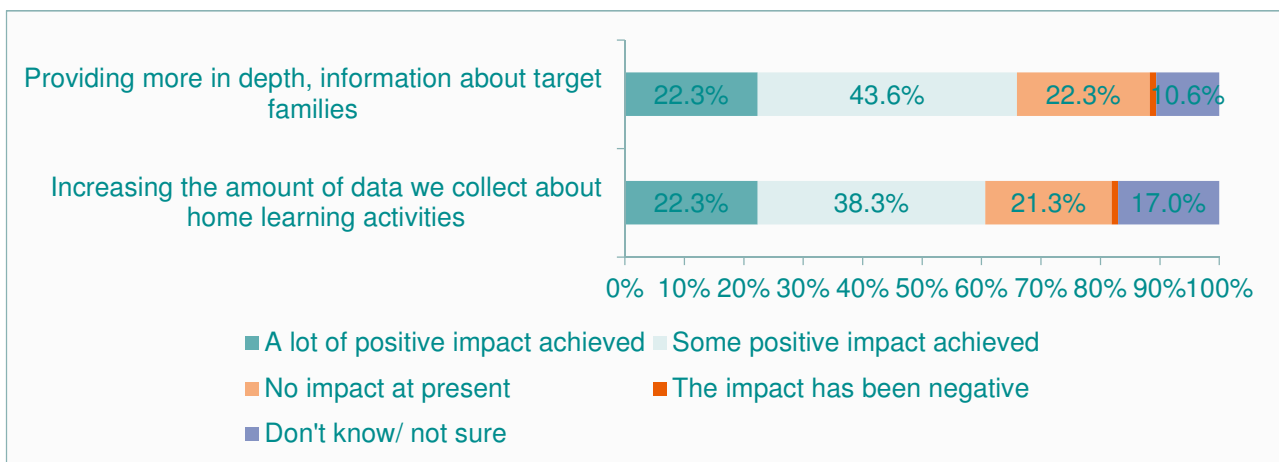 Providing more in depth, information about target
families
22.3% 43.6% 22.3% 10.6%
Increasing the amount of data we collect about
home learning activities
22.3% 38.3% 21.3% 17.0%
0% 10% 20% 30% 40% 50% 60% 70% 80% 90% 100%
A lot of positive impact achieved Some positive impact achieved
No impact at present The impact has been negative
Don't know/ not sure